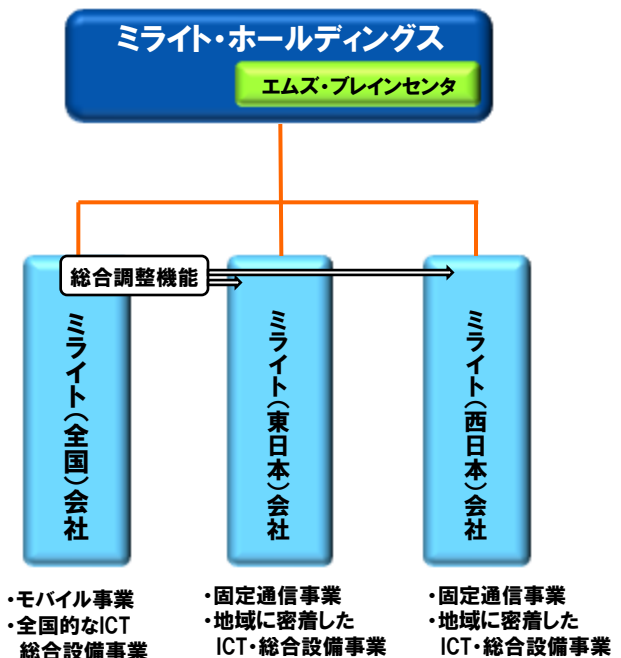 ミライト・ホールディングス
エムズ・ブレインセンタ
総合調整機能
ミライト（全国）会社
ミライト（東日本）会社
ミライト（西日本）会社
・モバイル事業
・全国的なICT
総合設備事業
・固定通信事業
・地域に密着した
ICT・総合設備事業
・固定通信事業
・地域に密着した
ICT・総合設備事業